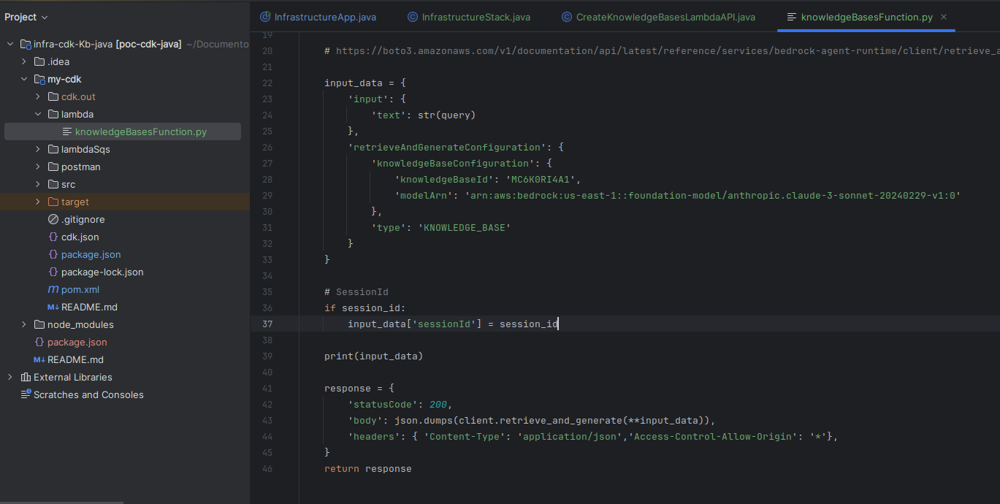 Project
infra-cdk-Kb-java [poc-cdk-java] ~/Documento
.idea
my-cdk
cdk.out
lambda
knowledgeBasesFunction.py
lambdaSqs
postman
src
target
.gitignore
cdk.json
package.json
package-lock.json
pom.xml
README.md
node_modules
package.json
README.md
External Libraries
Scratches and Consoles
InfrastructureApp.java InfrastructureStack.java CreateKnowledgeBasesLambdaAPI.java knowledgeBasesFunction.py
19
20 # https://boto3.amazonaws.com/v1/documentation/api/latest/reference/services/bedrock-agent-runtime/client/retrieve_a
21
22 input_data = {
23 'input': {
24 'text': str(query)
25 },
26 'retrieveAndGenerateConfiguration': {
27 'knowledgeBaseConfiguration': {
28 'knowledgeBaseId': 'MC6K0RI4A1',
29 'modelArn': 'arn:aws:bedrock:us-east-1::foundation-model/anthropic.claude-3-sonnet-20240229-v1:0'
30 },
31 'type': 'KNOWLEDGE_BASE'
32 }
33 }
34
35 # SessionId
36 if session_id:
37 input_data['sessionId'] = session_id
38
39 print(input_data)
40
41 response = {
42 'statusCode': 200,
43 'body': json.dumps(client.retrieve_and_generate(**input_data)),
44 'headers': { 'Content-Type': 'application/json','Access-Control-Allow-Origin': '*'},
45 }
46 return response